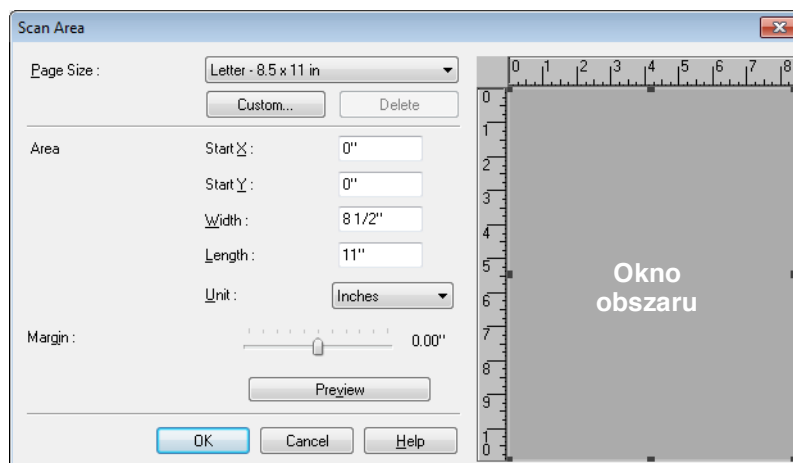 Scan Area
Page Size :
Letter - 8.5 x 11 in
Custom...
Delete
Area
Start X :
0"
Start Y :
0"
Width :
8 1/2"
Length :
11"
Unit :
Inches
Margin :
0.00"
Preview
OK
Cancel
Help
0 1 2 3 4 5 6 7 8
0
1
2
3
4
5
6
7
8
9
10
Okno
obszaru